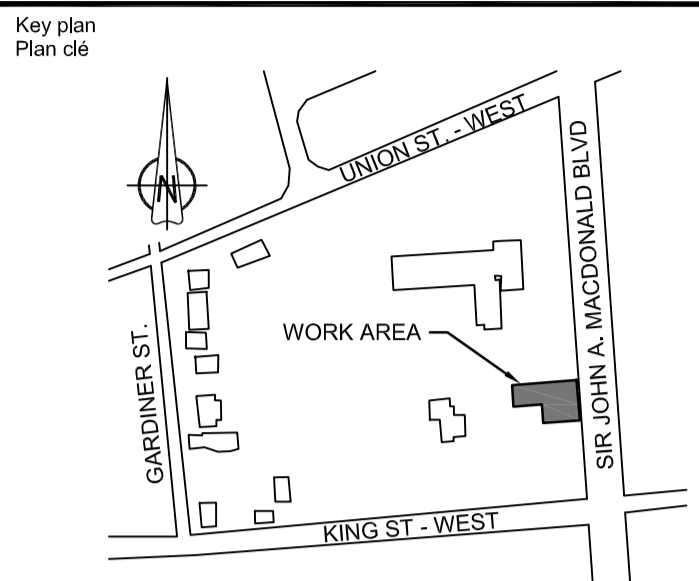 Key plan
Plan clé
UNION ST. - WEST
N
SIR JOHN A. MACDONALD BLVD
WORK AREA
GARDINER ST.
KING ST - WEST